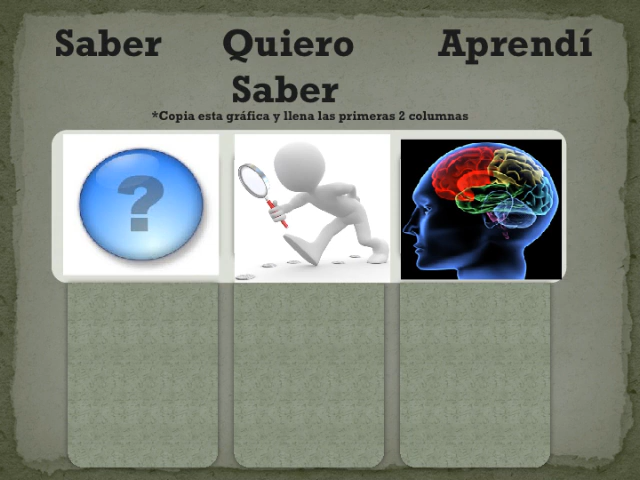 Saber Quiero Aprendí
Saber
*Copia esta gráfica y llena las primeras 2 columnas
?